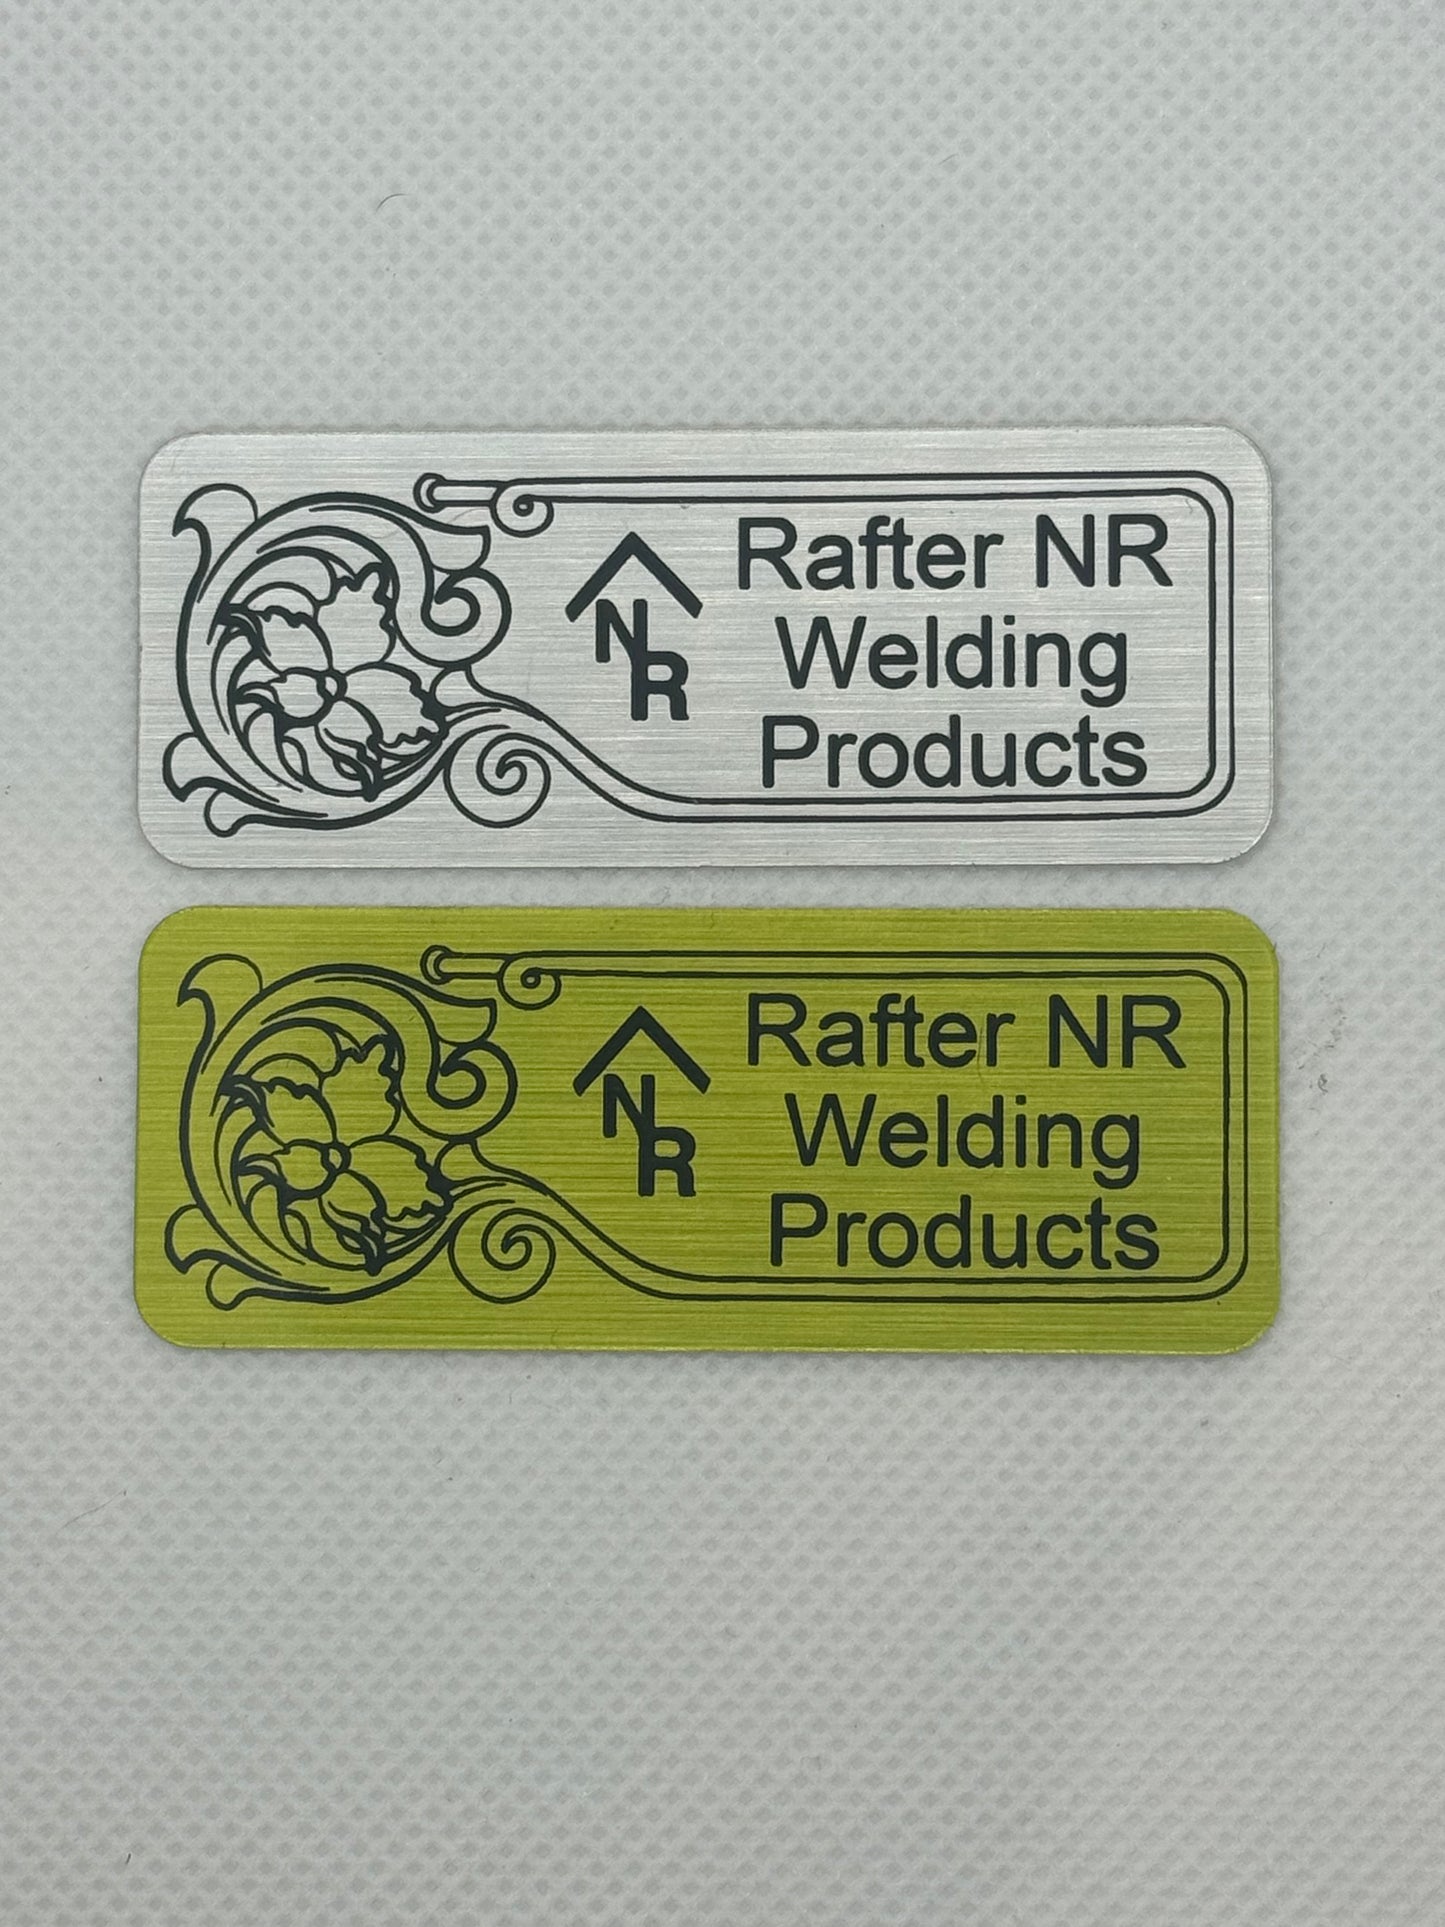 NR
Rafter NR
Welding
Products
NR
Rafter NR
Welding
Products